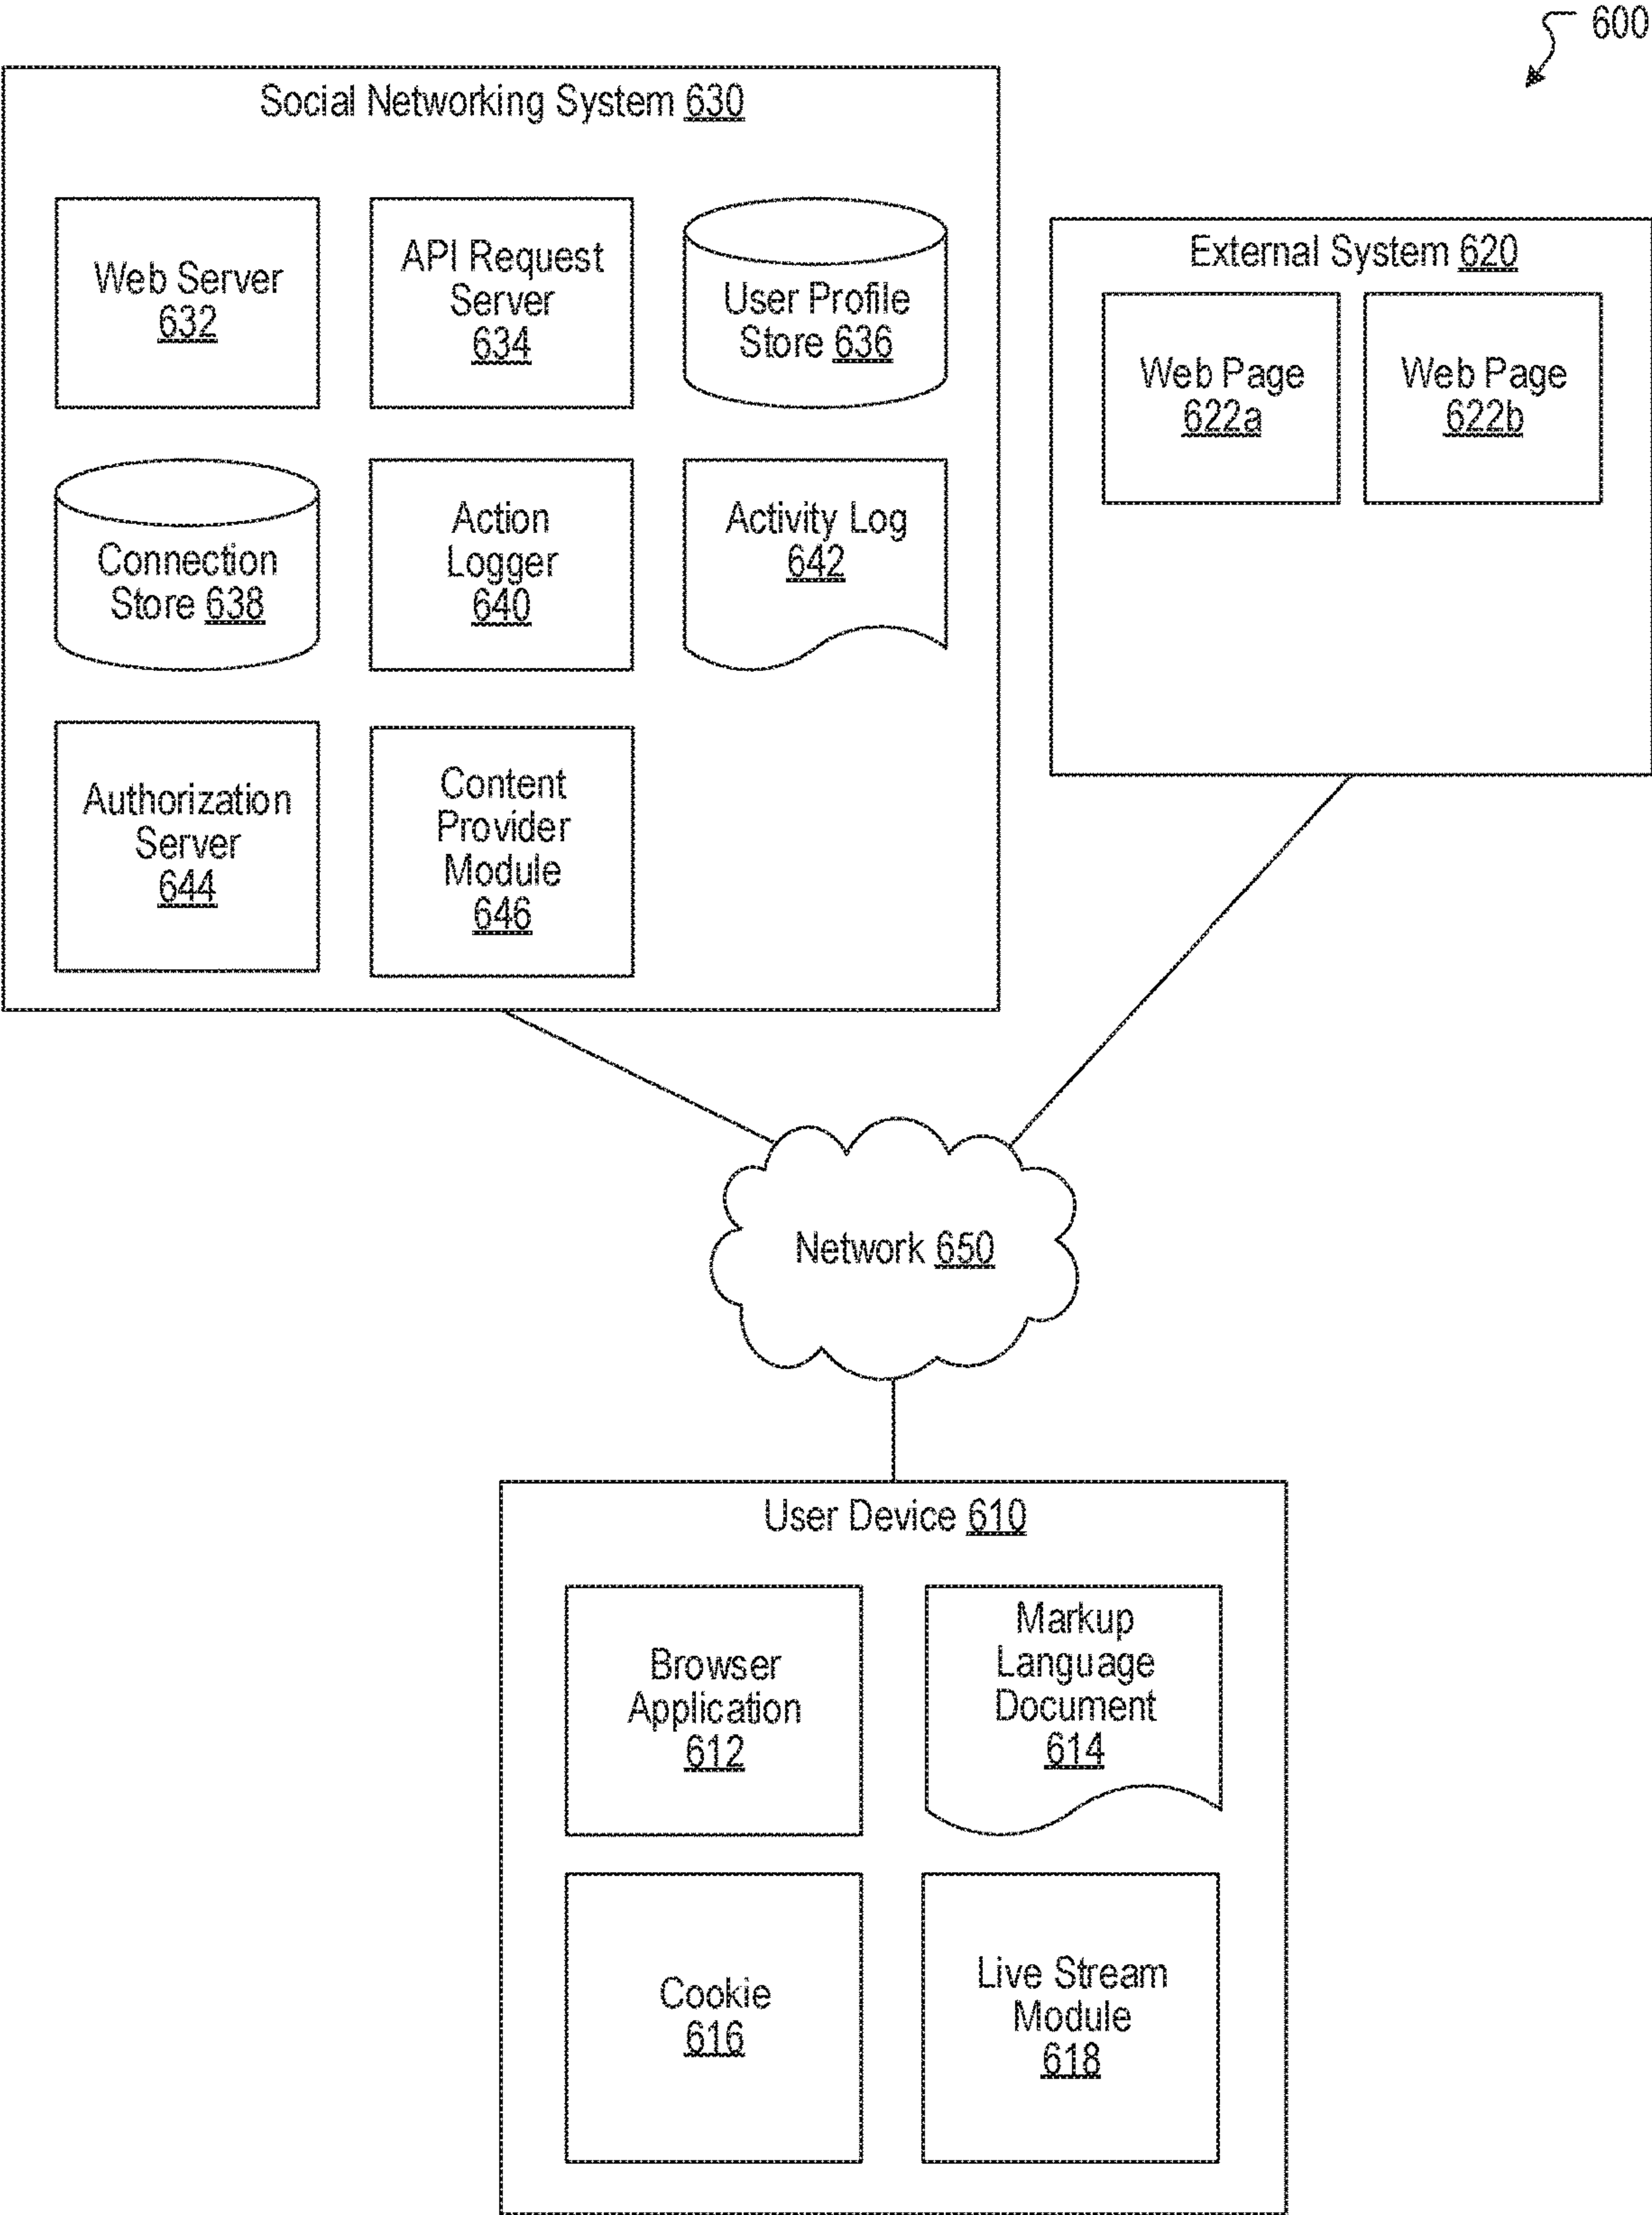 600
Social Networking System 630
Web Server
632
API Request
Server
634
User Profile
Store 636
Connection
Store 638
Action
Logger
640
Activity Log
642
Authorization
Server
644
Content
Provider
Module
646
External System 620
Web Page
622a
Web Page
622b
Network 650
User Device 610
Browser
Application
612
Markup
Language
Document
614
Cookie
616
Live Stream
Module
618